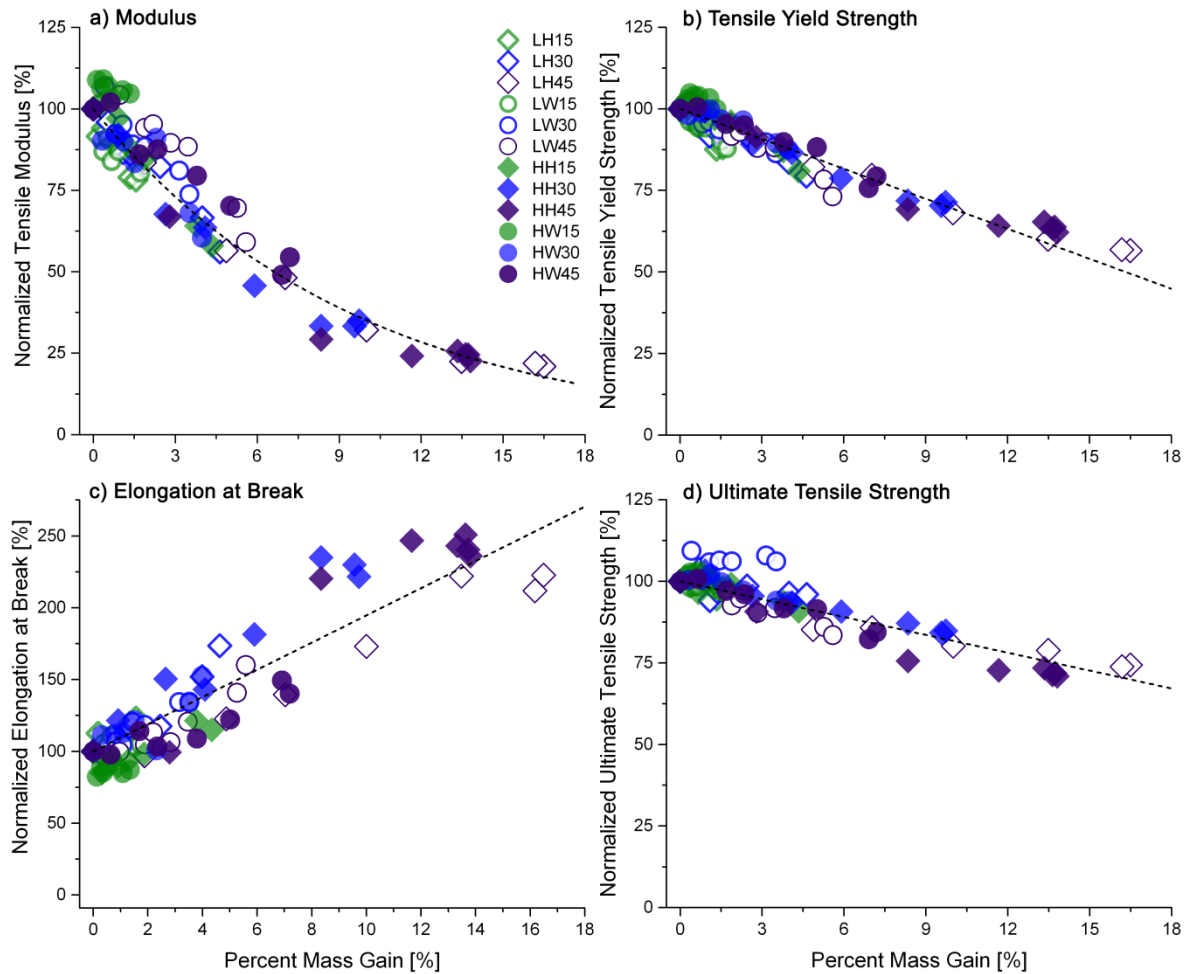 a) Modulus
Normalized Tensile Modulus [%]
125
100
75
50
25
0
0 3 6 9 12 15 18
LH15
LH30
LH45
LW15
LW30
LW45
HH15
HH30
HH45
HW15
HW30
HW45
b) Tensile Yield Strength
Normalized Tensile Yield Strength [%]
125
100
75
50
25
0
0 3 6 9 12 15 18
c) Elongation at Break
Normalized Elongation at Break [%]
250
200
150
100
50
0
0 2 4 6 8 10 12 14 16 18
Percent Mass Gain [%]
d) Ultimate Tensile Strength
Normalized Ultimate Tensile Strength [%]
125
100
75
50
25
0
0 3 6 9 12 15 18
Percent Mass Gain [%]